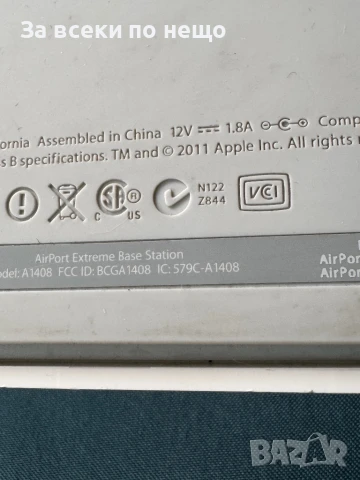 За всеки по нещо
ornia Assembled in China 12V 1.8A Comp
s B specifications. TM and © 2011 Apple Inc. All rights
C US N122 Z844 VCI
AirPort Extreme Base Station
odel: A1408 FCC ID: BCGA1408 IC: 579C-A1408
AirPor
AirPor
BAZAR